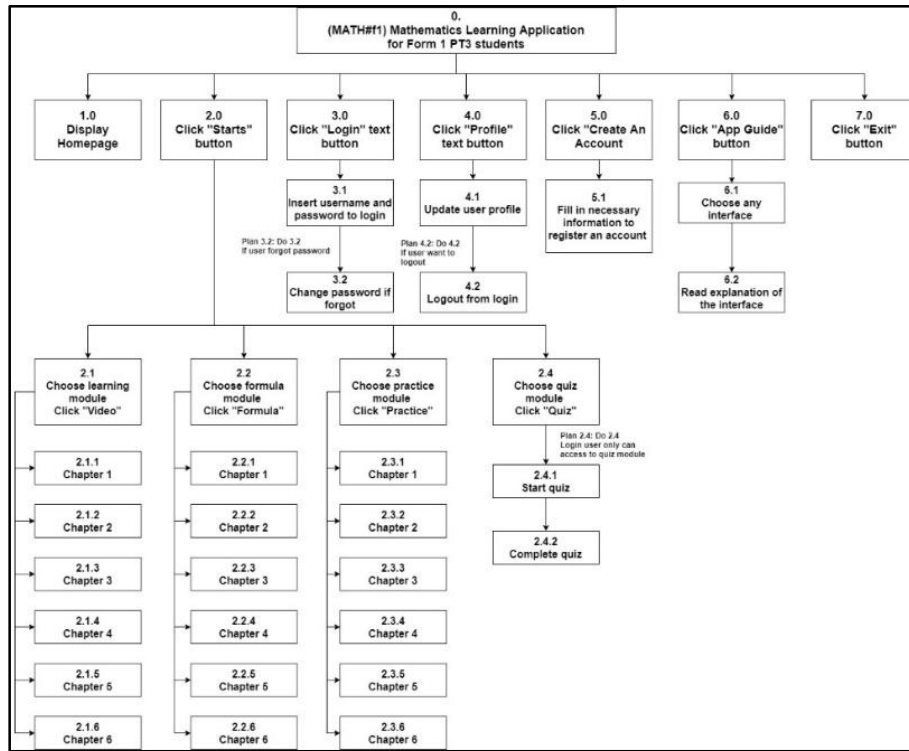 0.
(MATH#f1) Mathematics Learning Application
for Form 1 PT3 students
1.0
Display
Homepage
2.0
Click "Starts"
button
3.0
Click "Login" text
button
4.0
Click "Profile"
text button
5.0
Click "Create An
Account
6.0
Click "App Guide"
button
7.0
Click "Exit"
button
3.1
Insert username and
password to login
4.1
Update user profile
5.1
Fill in necessary
information to
register an account
6.1
Choose any
interface
Plan 3.2: Do 3.2
If user forgot password
Plan 4.2: Do 4.2
If user want to
logout
3.2
Change password if
forgot
4.2
Logout from login
6.2
Read explanation of
the interface
2.1
Choose learning
module
Click "Video"
2.2
Choose formula
module
Click "Formula"
2.3
Choose practice
module
Click "Practice"
2.4
Choose quiz
module
Click "Quiz"
Plan 2.4: Do 2.4
Login user only can
access to quiz module
2.1.1
Chapter 1
2.2.1
Chapter 1
2.3.1
Chapter 1
2.4.1
Start quiz
2.1.2
Chapter 2
2.2.2
Chapter 2
2.3.2
Chapter 2
2.4.2
Complete quiz
2.1.3
Chapter 3
2.2.3
Chapter 3
2.3.3
Chapter 3
2.1.4
Chapter 4
2.2.4
Chapter 4
2.3.4
Chapter 4
2.1.5
Chapter 5
2.2.5
Chapter 5
2.3.5
Chapter 5
2.1.6
Chapter 6
2.2.6
Chapter 6
2.3.6
Chapter 6